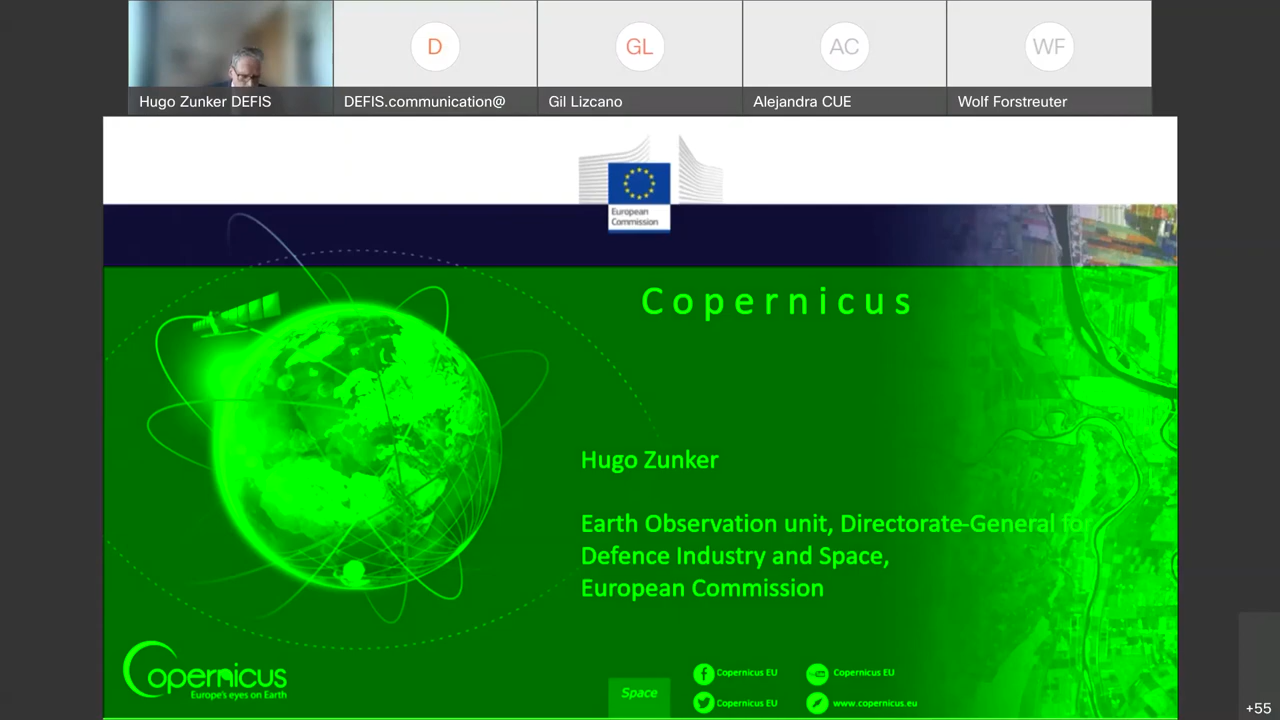 D
GL
AC
WF
Hugo Zunker DEFIS
DEFIS.communication@
Gil Lizcano
Alejandra CUE
Wolf Forstreuter
European
Commission
Copernicus
Hugo Zunker
Earth Observation unit, Directorate-General for
Defence Industry and Space,
European Commission
Copernicus
Europe's eyes on Earth
Space
Copernicus EU
Copernicus EU
Copernicus EU
www.copernicus.eu
+55